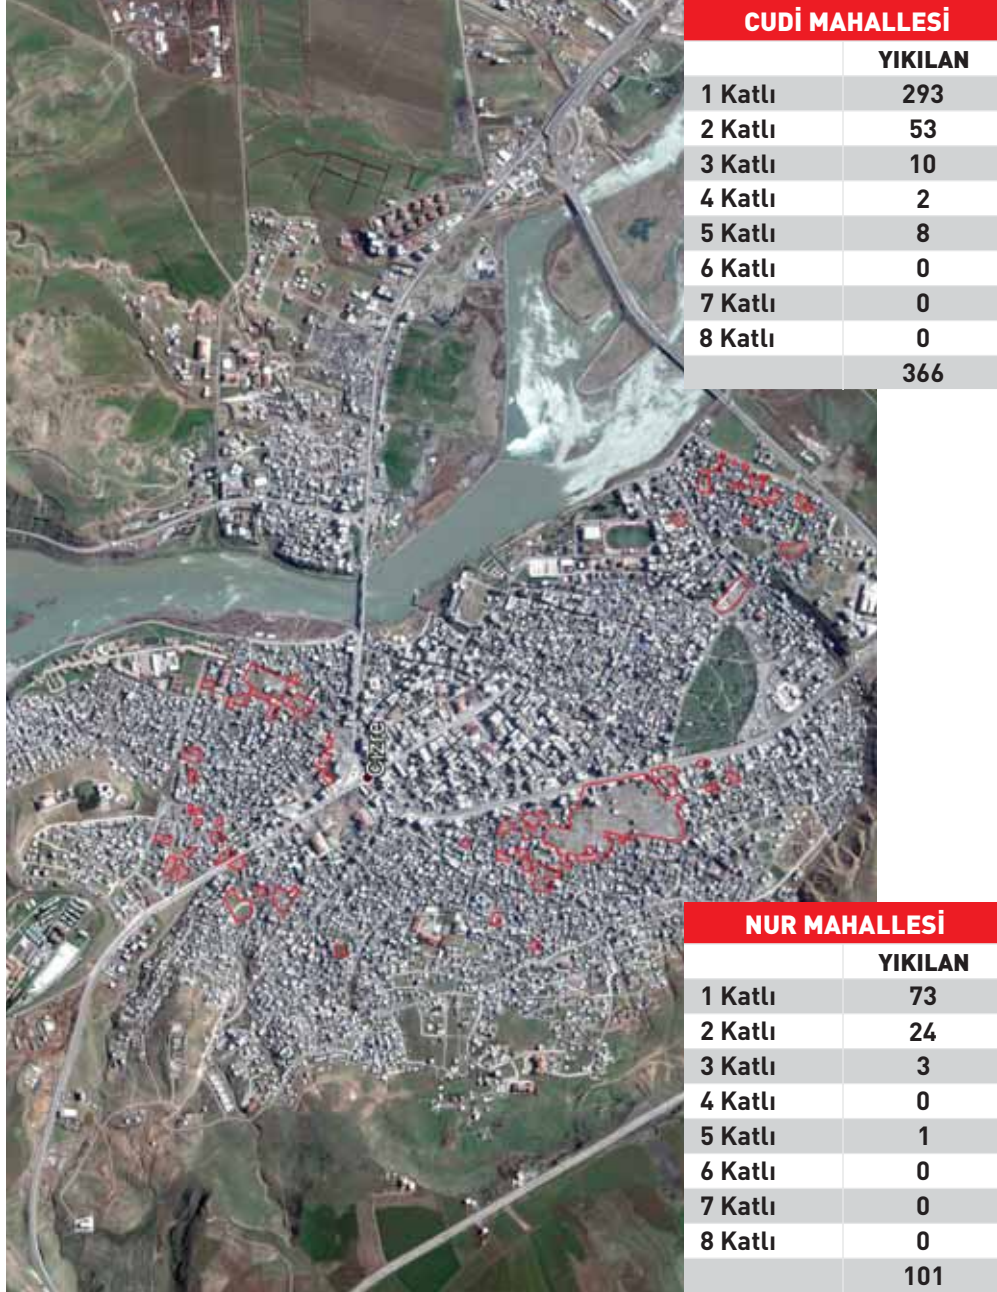 CUDİ MAHALLESİ
YIKILAN
1 Katlı 293
2 Katlı 53
3 Katlı 10
4 Katlı 2
5 Katlı 8
6 Katlı 0
7 Katlı 0
8 Katlı 0
366
Cizre
NUR MAHALLESİ
YIKILAN
1 Katlı 73
2 Katlı 24
3 Katlı 3
4 Katlı 0
5 Katlı 1
6 Katlı 0
7 Katlı 0
8 Katlı 0
101